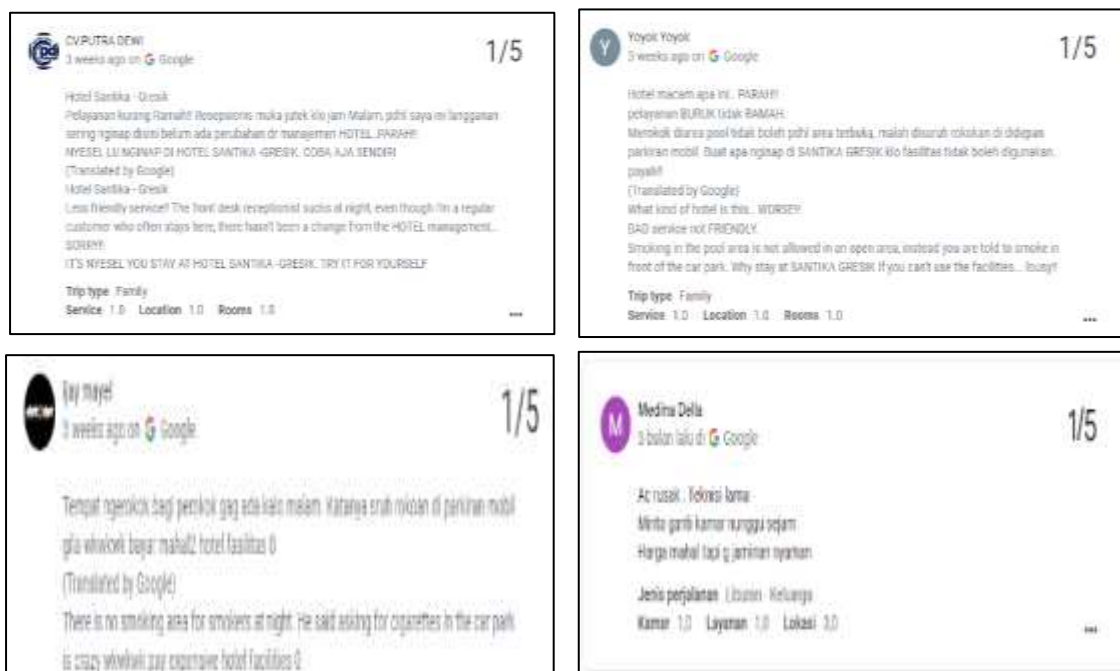 CV.PUTRA DEWI
3 weeks ago on Google
1/5
Hotel Santika - Gresik
Pelayanan kurang Ramah!! Resepsionis muka jutek klo jam Malam, pdhl saya ini langganan
sering nginap disini belum ada perubahan dr manajemen HOTEL..PARAH!!
NYESEL LU NGINAP DI HOTEL SANTIKA -GRESIK. COBA AJA SENDIRI
(Translated by Google)
Hotel Santika - Gresik
Less friendly service!! The front desk receptionist sucks at night, even though I'm a regular
customer who often stays here, there hasn't been a change from the HOTEL management...
SORRY!!
IT'S NYESEL YOU STAY AT HOTEL SANTIKA -GRESIK. TRY IT FOR YOURSELF
Trip type Family
Service 1.0 Location 1.0 Rooms 1.0
Y
Yoyok Yoyok
3 weeks ago on Google
1/5
Hotel macam apa ini.. PARAH!!!
pelayanan BURUK tidak RAMAH.
Merokok diarea pool tidak boleh pdhl area terbuka, malah disuruh rokokan di didepan
parkiran mobil. Buat apa nginap di SANTIKA GRESIK klo fasilitas tidak boleh digunakan..
payah!!
(Translated by Google)
What kind of hotel is this.. WORSE!!!
BAD service not FRIENDLY.
Smoking in the pool area is not allowed in an open area, instead you are told to smoke in
front of the car park. Why stay at SANTIKA GRESIK if you can't use the facilities... lousy!!
Trip type Family
Service 1.0 Location 1.0 Rooms 1.0
mayel
3 weeks ago on Google
1/5
Tempat ngerokok bagi perokok gag ada kalo malam. Katanya sruh rokoan di parkiran mobil
gila wkwkwk bayar mahal2 hotel fasilitas 0
(Translated by Google)
There is no smoking area for smokers at night. He said asking for cigarettes in the car park
is crazy wkwkwk pay expensive hotel facilities 0
M
Medina Della
3 bulan lalu di Google
1/5
Ac rusak . Teknisi lama
Minta ganti kamar nunggu sejam
Harga mahal tapi g jaminan nyaman
Jenis perjalanan Liburan Keluarga
Kamar 1,0 Layanan 1,0 Lokasi 3,0